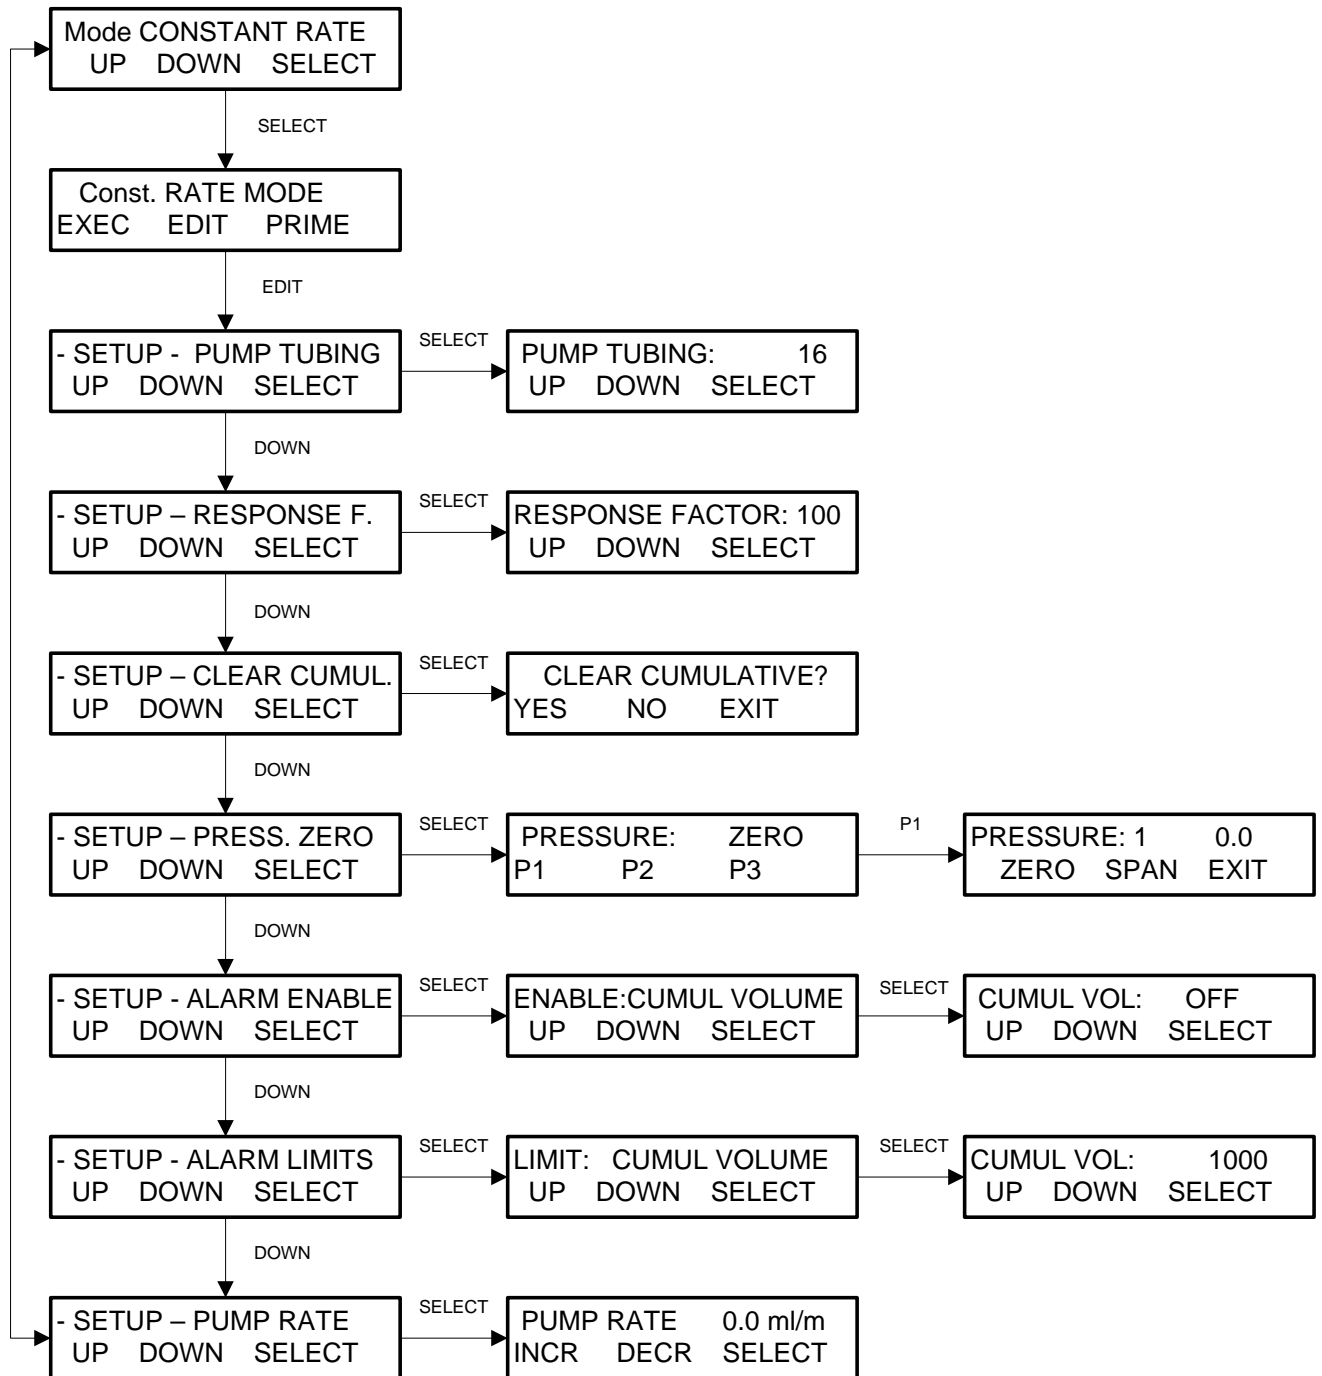 Mode CONSTANT RATE
UP DOWN SELECT
SELECT
Const. RATE MODE
EXEC EDIT PRIME
EDIT
- SETUP - PUMP TUBING
UP DOWN SELECT
SELECT
PUMP TUBING: 16
UP DOWN SELECT
DOWN
- SETUP – RESPONSE F.
UP DOWN SELECT
SELECT
RESPONSE FACTOR: 100
UP DOWN SELECT
DOWN
- SETUP – CLEAR CUMUL.
UP DOWN SELECT
SELECT
CLEAR CUMULATIVE?
YES NO EXIT
DOWN
- SETUP – PRESS. ZERO
UP DOWN SELECT
SELECT
PRESSURE: ZERO
P1 P2 P3
P1
PRESSURE: 1 0.0
ZERO SPAN EXIT
DOWN
- SETUP - ALARM ENABLE
UP DOWN SELECT
SELECT
ENABLE:CUMUL VOLUME
UP DOWN SELECT
SELECT
CUMUL VOL: OFF
UP DOWN SELECT
DOWN
- SETUP - ALARM LIMITS
UP DOWN SELECT
SELECT
LIMIT: CUMUL VOLUME
UP DOWN SELECT
SELECT
CUMUL VOL: 1000
UP DOWN SELECT
DOWN
- SETUP – PUMP RATE
UP DOWN SELECT
SELECT
PUMP RATE 0.0 ml/m
INCR DECR SELECT